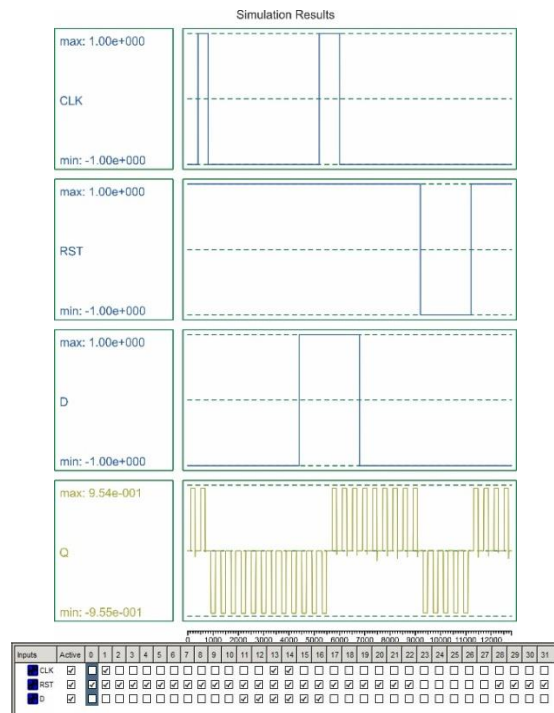 Simulation Results
max: 1.00e+000
CLK
min: -1.00e+000
max: 1.00e+000
RST
min: -1.00e+000
max: 1.00e+000
D
min: -1.00e+000
max: 9.54e-001
Q
min: -9.55e-001
0 1000 2000 3000 4000 5000 6000 7000 8000 9000 10000 11000 12000
Inputs Active 0 1 2 3 4 5 6 7 8 9 10 11 12 13 14 15 16 17 18 19 20 21 22 23 24 25 26 27 28 29 30 31
CLK
RST
D